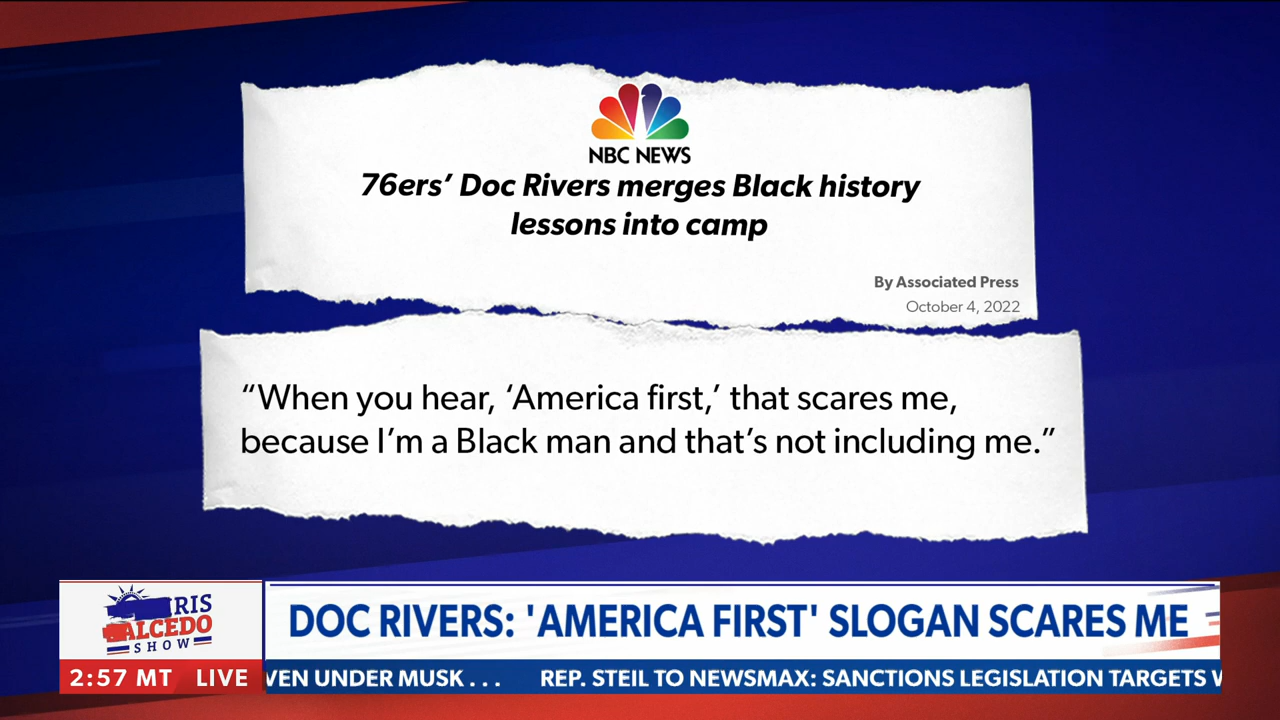 NBC NEWS
76ers’ Doc Rivers merges Black history
lessons into camp
By Associated Press
October 4, 2022
“When you hear, ‘America first,’ that scares me,
because I’m a Black man and that’s not including me.”
RIS
ALCEDO
SHOW
DOC RIVERS: 'AMERICA FIRST' SLOGAN SCARES ME
2:57 MT LIVE
VEN UNDER MUSK . . . REP. STEIL TO NEWSMAX: SANCTIONS LEGISLATION TARGETS